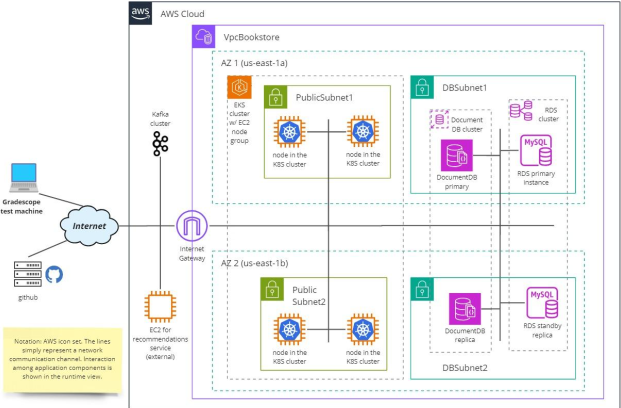 aws
AWS Cloud
VpcBookstore
AZ 1 (us-east-1a)
EKS
cluster
w/ EC2
node
group
PublicSubnet1
node in the
K8S cluster
node in the
K8S cluster
DBSubnet1
Document
DB cluster
RDS
cluster
DocumentDB
primary
MySQL
RDS primary
instance
Kafka
cluster
Gradescope
test machine
Internet
Internet
Gateway
github
EC2 for
recommendations
service
(external)
AZ 2 (us-east-1b)
Public
Subnet2
node in the
K8S cluster
node in the
K8S cluster
DocumentDB
replica
MySQL
RDS standby
replica
DBSubnet2
Notation: AWS icon set. The lines
simply represent a network
communication channel. Interaction
among application components is
shown in the runtime view.